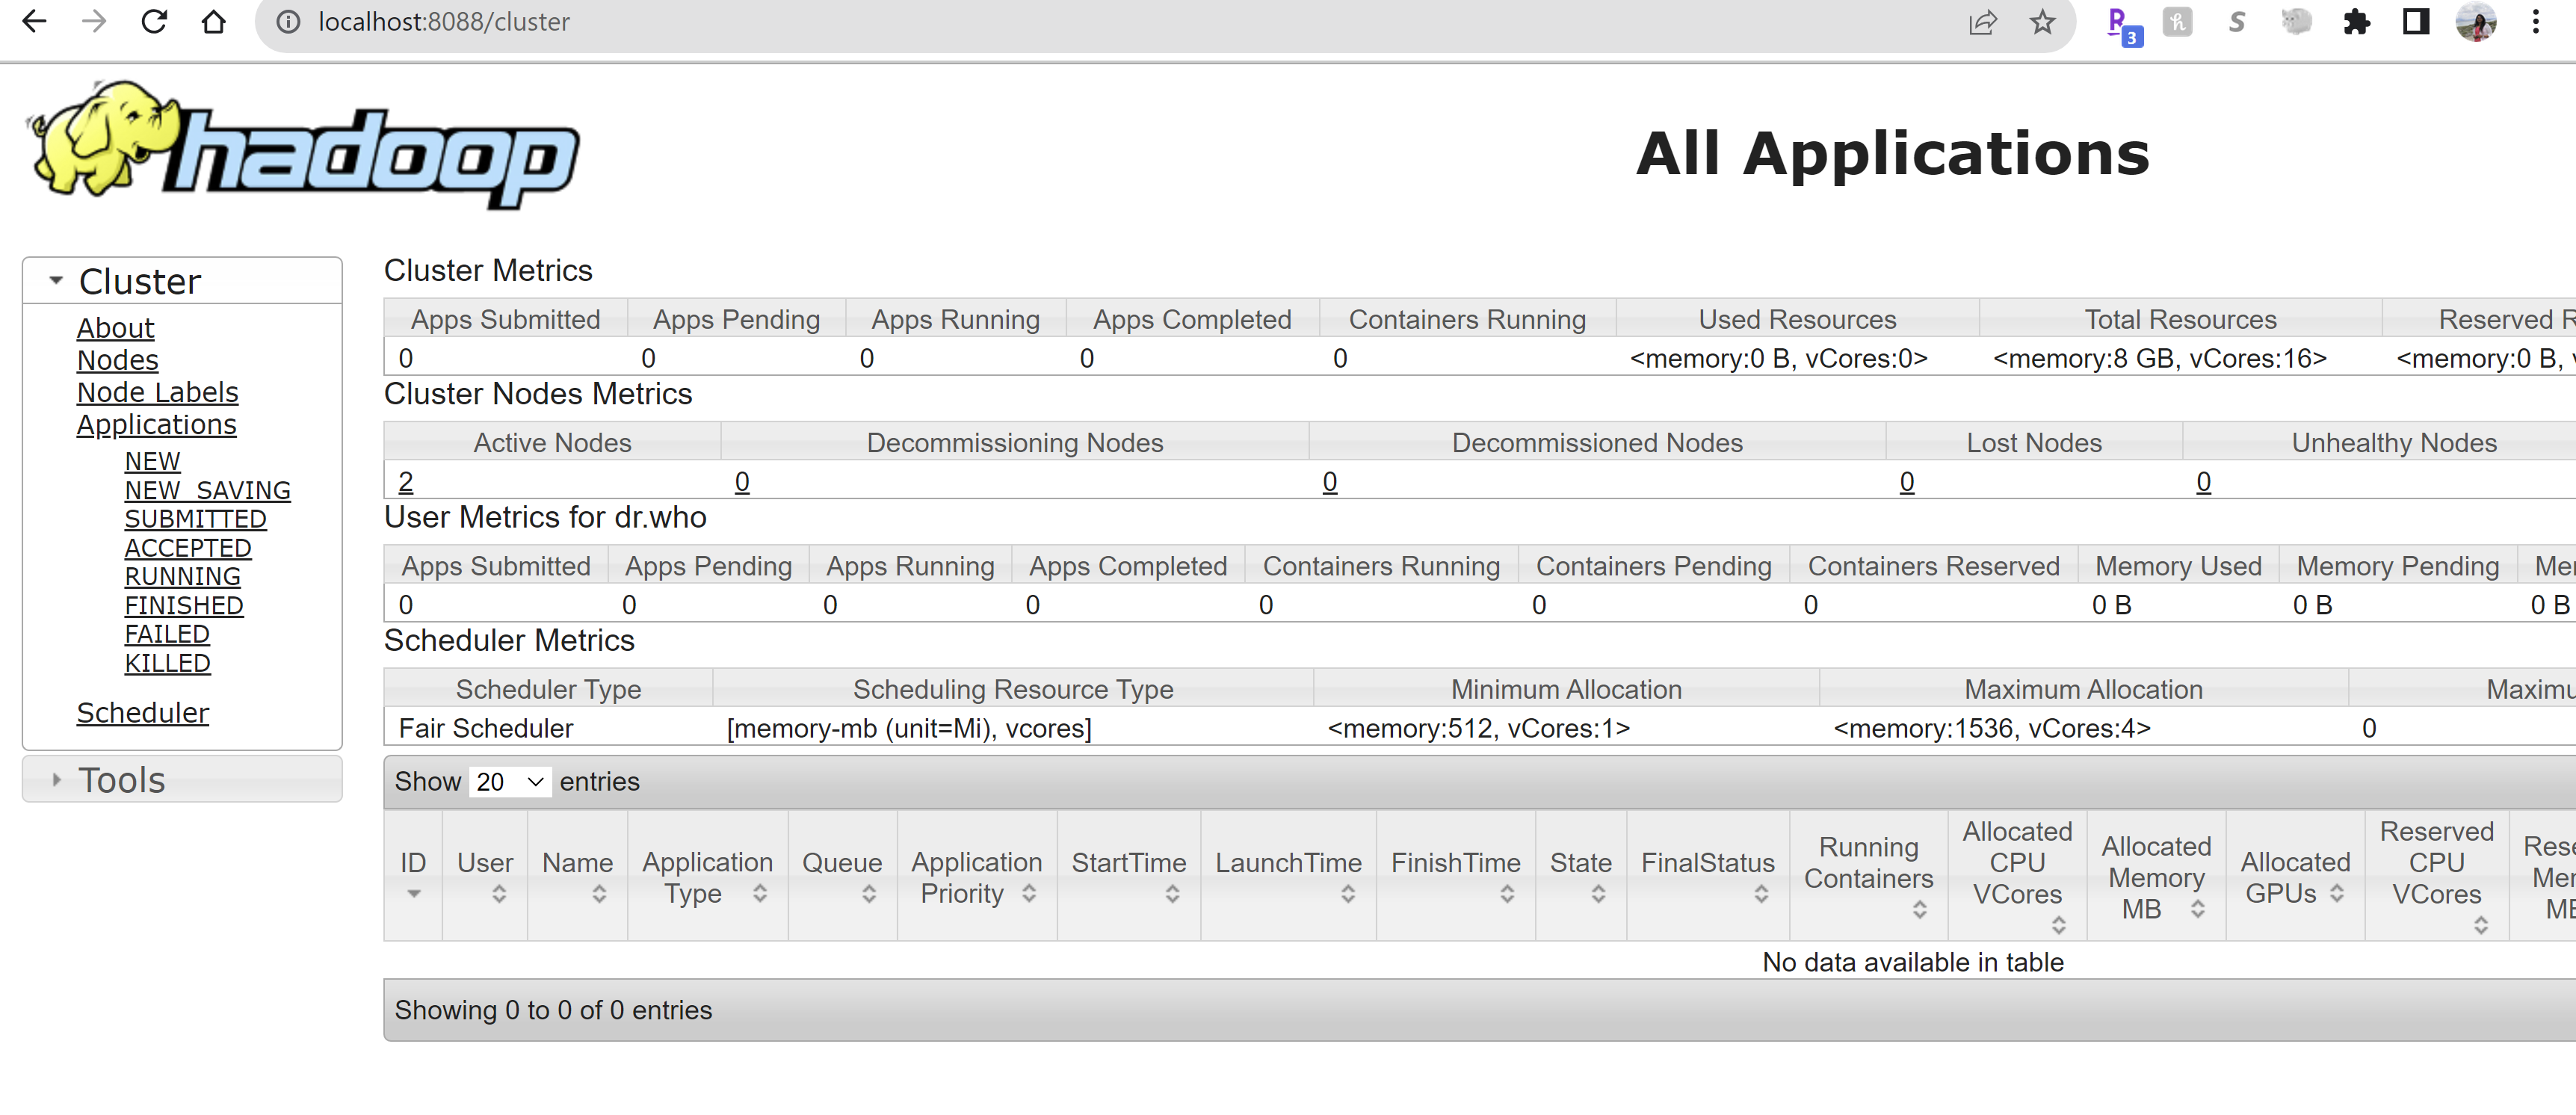 localhost:8088/cluster
3
hadoop
All Applications
Cluster
About
Nodes
Node Labels
Applications
NEW
NEW_SAVING
SUBMITTED
ACCEPTED
RUNNING
FINISHED
FAILED
KILLED
Scheduler
Tools
Cluster Metrics
Apps Submitted Apps Pending Apps Running Apps Completed Containers Running Used Resources Total Resources Reserved R
0 0 0 0 0 <memory:0 B, vCores:0> <memory:8 GB, vCores:16> <memory:0 B, v
Cluster Nodes Metrics
Active Nodes Decommissioning Nodes Decommissioned Nodes Lost Nodes Unhealthy Nodes
2 0 0 0 0
User Metrics for dr.who
Apps Submitted Apps Pending Apps Running Apps Completed Containers Running Containers Pending Containers Reserved Memory Used Memory Pending Mem
0 0 0 0 0 0 0 0 B 0 B 0 B
Scheduler Metrics
Scheduler Type Scheduling Resource Type Minimum Allocation Maximum Allocation Maximu
Fair Scheduler [memory-mb (unit=Mi), vcores] <memory:512, vCores:1> <memory:1536, vCores:4> 0
Show 20 entries
ID User Name Application Type Queue Application Priority StartTime LaunchTime FinishTime State FinalStatus Running Containers Allocated CPU VCores Allocated Memory MB Allocated GPUs Reserved CPU VCores Rese Mem MB
No data available in table
Showing 0 to 0 of 0 entries